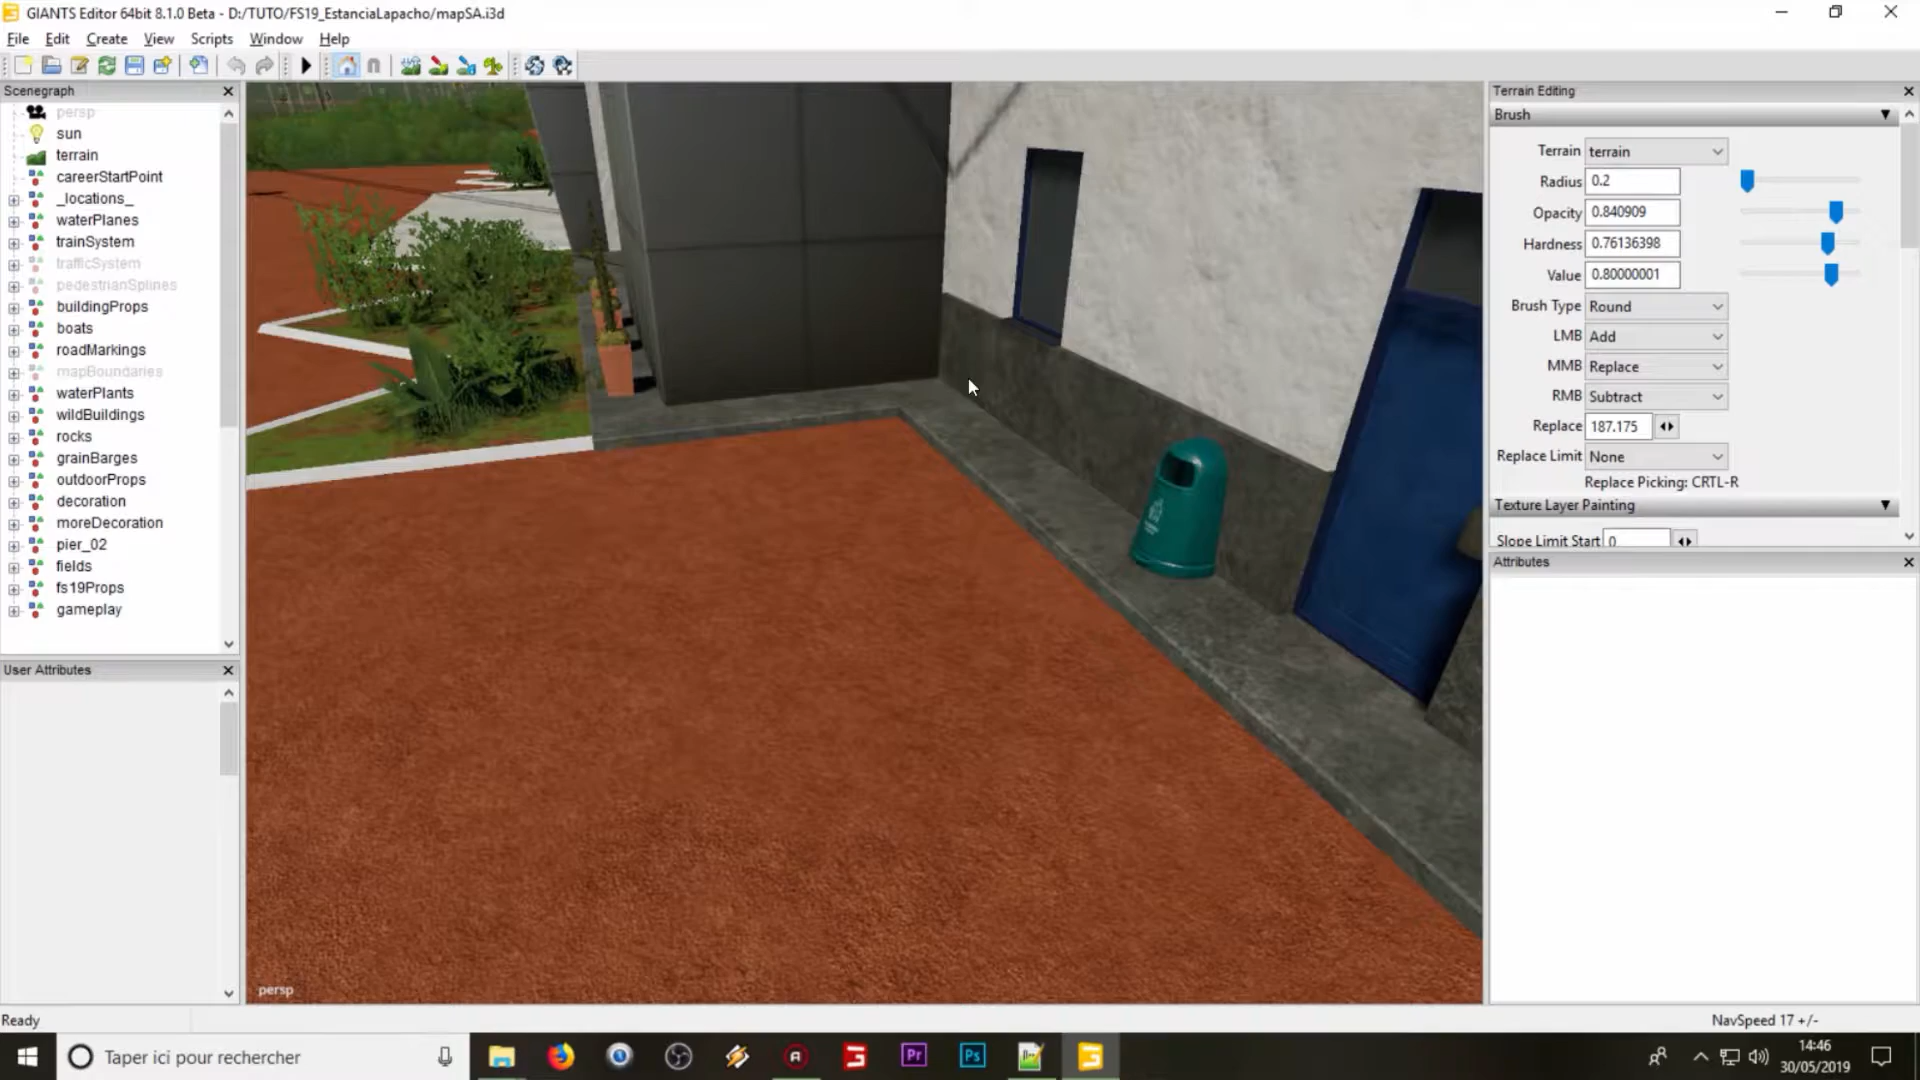 GIANTS Editor 64bit 8.1.0 Beta - D:/TUTO/FS19_EstanciaLapacho/mapSA.i3d
File Edit Create View Scripts Window Help
Scenegraph
persp
sun
terrain
careerStartPoint
_locations_
waterPlanes
trainSystem
trafficSystem
pedestrianSplines
buildingProps
boats
roadMarkings
mapBoundaries
waterPlants
wildBuildings
rocks
grainBarges
outdoorProps
decoration
moreDecoration
pier_02
fields
fs19Props
gameplay
User Attributes
persp
Terrain Editing
Brush
Terrain terrain
Radius 0.2
Opacity 0.840909
Hardness 0.76136398
Value 0.80000001
Brush Type Round
LMB Add
MMB Replace
RMB Subtract
Replace 187.175
Replace Limit None
Replace Picking: CRTL-R
Texture Layer Painting
Slope Limit Start 0
Attributes
Ready
NavSpeed 17 +/-
Taper ici pour rechercher
Pr
Ps
14:46
30/05/2019